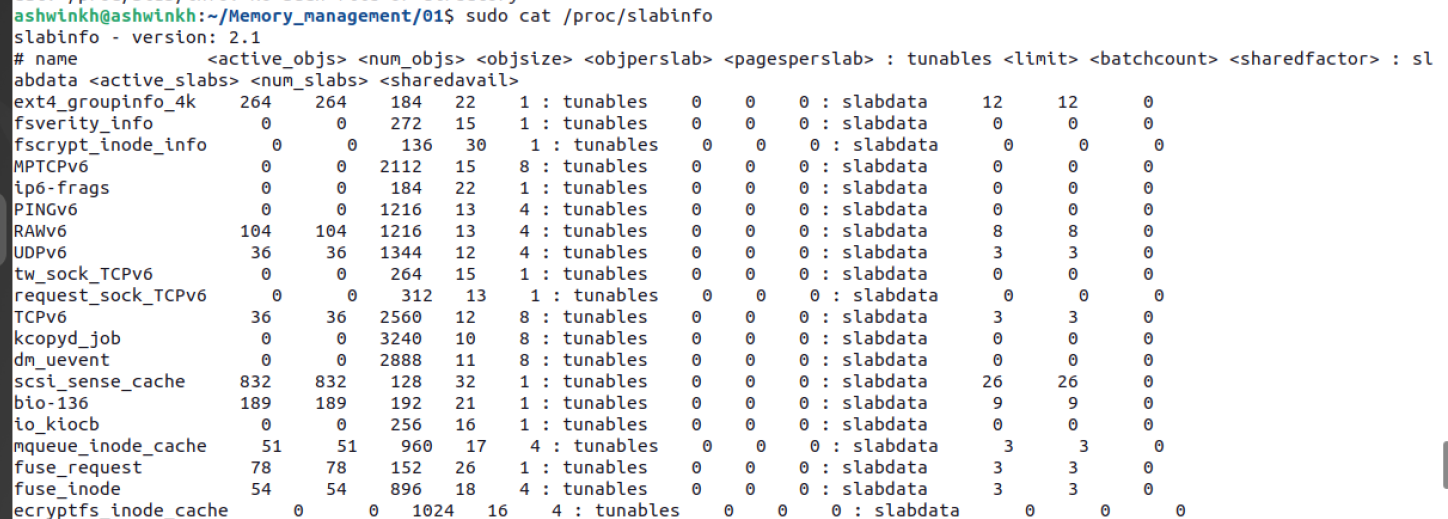 ashwinkh@ashwinkh:~/Memory_management/01$ sudo cat /proc/slabinfo
slabinfo - version: 2.1
# name            <active_objs> <num_objs> <objsize> <objperslab> <pagesperslab> : tunables <limit> <batchcount> <sharedfactor> : sl
abdata <active_slabs> <num_slabs> <sharedavail>
ext4_groupinfo_4k    264    264    184   22    1 : tunables    0    0    0 : slabdata     12     12      0
fsverity_info          0      0    272   15    1 : tunables    0    0    0 : slabdata      0      0      0
fscrypt_inode_info      0      0    136   30    1 : tunables    0    0    0 : slabdata      0      0      0
MPTCPv6                0      0   2112   15    8 : tunables    0    0    0 : slabdata      0      0      0
ip6-frags              0      0    184   22    1 : tunables    0    0    0 : slabdata      0      0      0
PINGv6                 0      0   1216   13    4 : tunables    0    0    0 : slabdata      0      0      0
RAWv6                104    104   1216   13    4 : tunables    0    0    0 : slabdata      8      8      0
UDPv6                 36     36   1344   12    4 : tunables    0    0    0 : slabdata      3      3      0
tw_sock_TCPv6          0      0    264   15    1 : tunables    0    0    0 : slabdata      0      0      0
request_sock_TCPv6      0      0    312   13    1 : tunables    0    0    0 : slabdata      0      0      0
TCPv6                 36     36   2560   12    8 : tunables    0    0    0 : slabdata      3      3      0
kcopyd_job             0      0   3240   10    8 : tunables    0    0    0 : slabdata      0      0      0
dm_uevent              0      0   2888   11    8 : tunables    0    0    0 : slabdata      0      0      0
scsi_sense_cache     832    832    128   32    1 : tunables    0    0    0 : slabdata     26     26      0
bio-136              189    189    192   21    1 : tunables    0    0    0 : slabdata      9      9      0
io_kiocb               0      0    256   16    1 : tunables    0    0    0 : slabdata      0      0      0
mqueue_inode_cache     51     51    960   17    4 : tunables    0    0    0 : slabdata      3      3      0
fuse_request          78     78    152   26    1 : tunables    0    0    0 : slabdata      3      3      0
fuse_inode            54     54    896   18    4 : tunables    0    0    0 : slabdata      3      3      0
ecryptfs_inode_cache      0      0   1024   16    4 : tunables    0    0    0 : slabdata      0      0      0